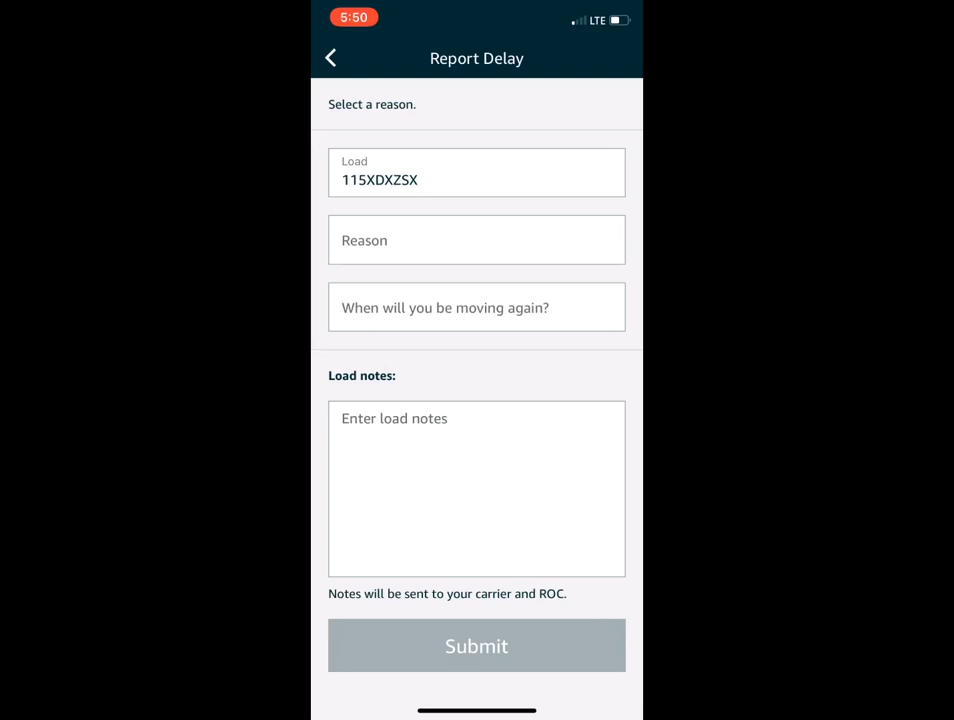 5:50
LTE
Report Delay
Select a reason.
Load
115XDXZSX
Reason
When will you be moving again?
Load notes:
Enter load notes
Notes will be sent to your carrier and ROC.
Submit